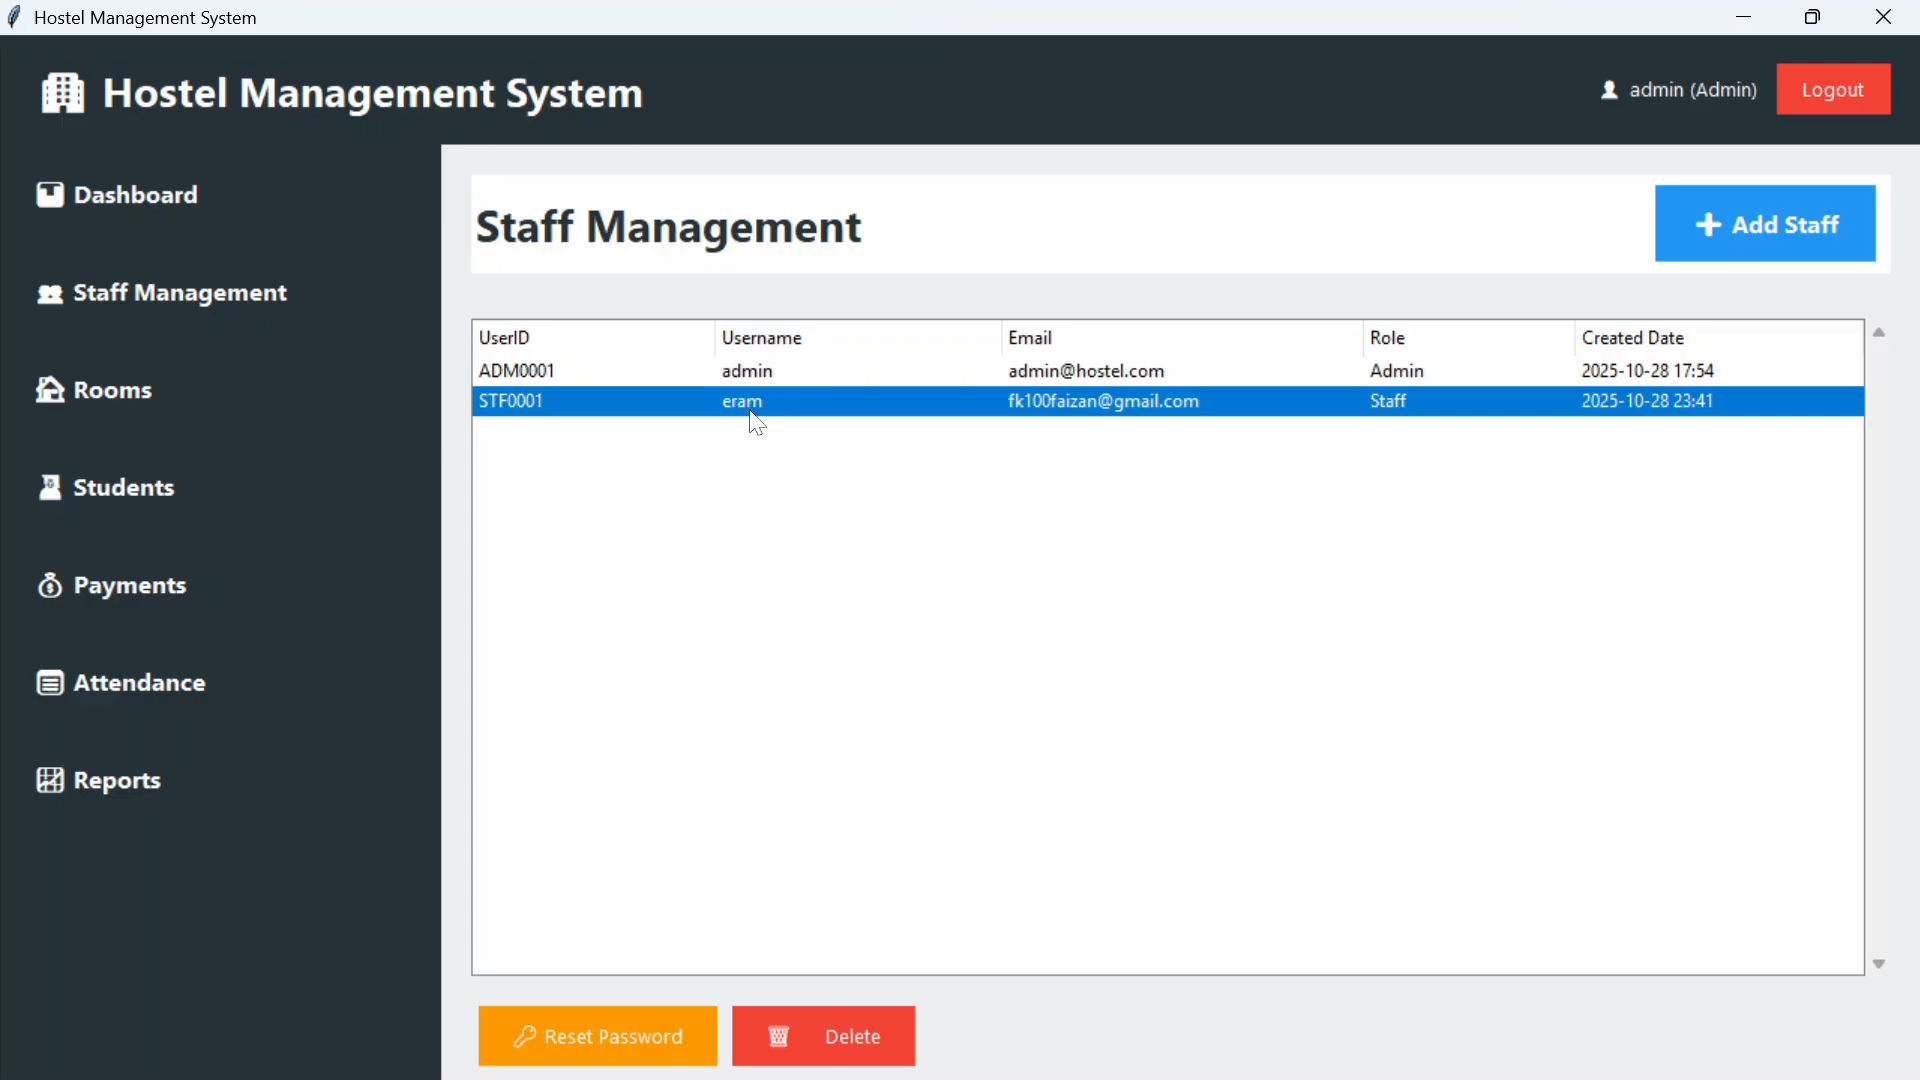 Hostel Management System
Hostel Management System
admin (Admin)
Logout
Dashboard
Staff Management
Rooms
Students
Payments
Attendance
Reports
Staff Management
Add Staff
UserID Username Email Role Created Date
ADM0001 admin admin@hostel.com Admin 2025-10-28 17:54
STF0001 eram fk100faizan@gmail.com Staff 2025-10-28 23:41
Reset Password
Delete